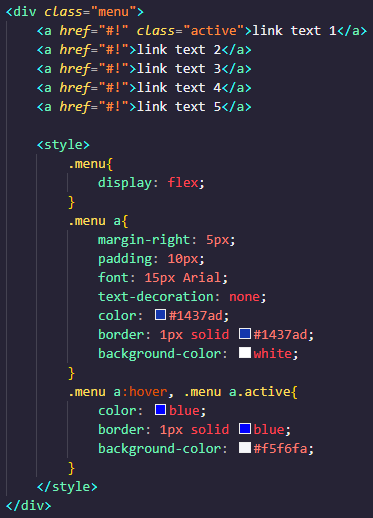 <div class="menu">
    <a href="#!" class="active">link text 1</a>
    <a href="#!">link text 2</a>
    <a href="#!">link text 3</a>
    <a href="#!">link text 4</a>
    <a href="#!">link text 5</a>

    <style>
        .menu{
            display: flex;
        }
        .menu a{
            margin-right: 5px;
            padding: 10px;
            font: 15px Arial;
            text-decoration: none;
            color: #1437ad;
            border: 1px solid #1437ad;
            background-color: white;
        }
        .menu a:hover, .menu a.active{
            color: blue;
            border: 1px solid blue;
            background-color: #f5f6fa;
        }
    </style>
</div>